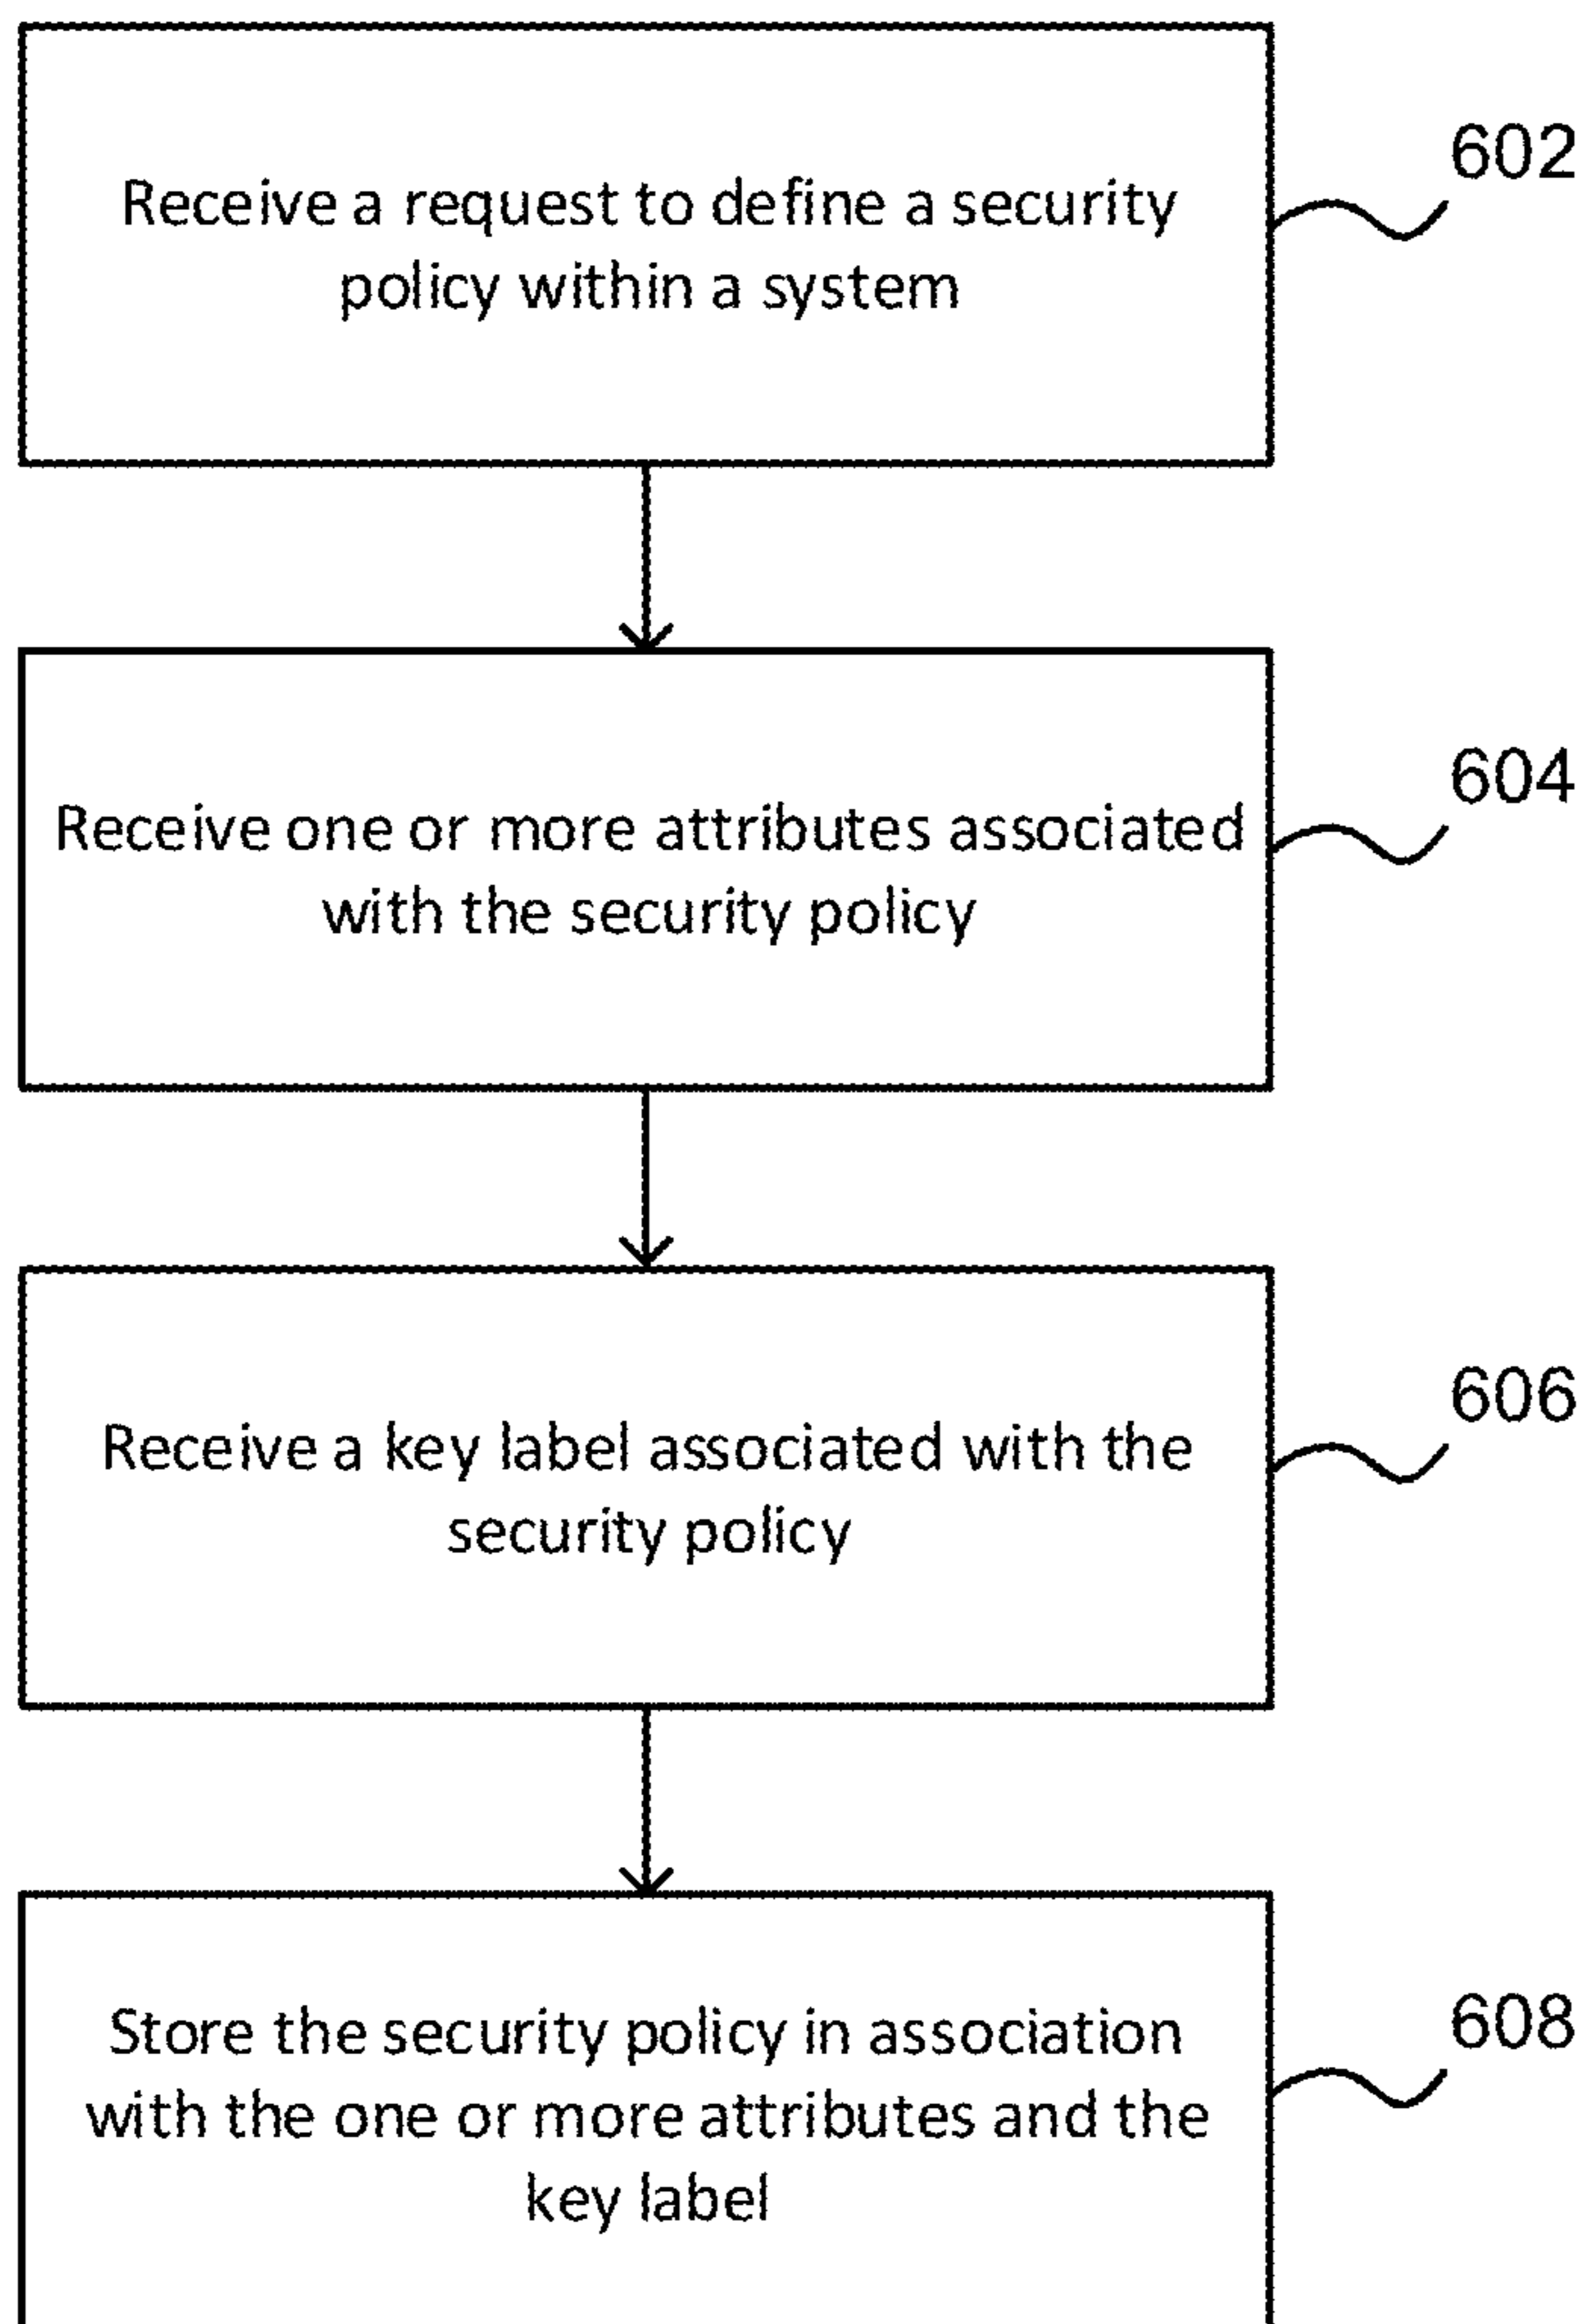 602
Receive a request to define a security
policy within a system
604
Receive one or more attributes associated
with the security policy
606
Receive a key label associated with the
security policy
608
Store the security policy in association
with the one or more attributes and the
key label